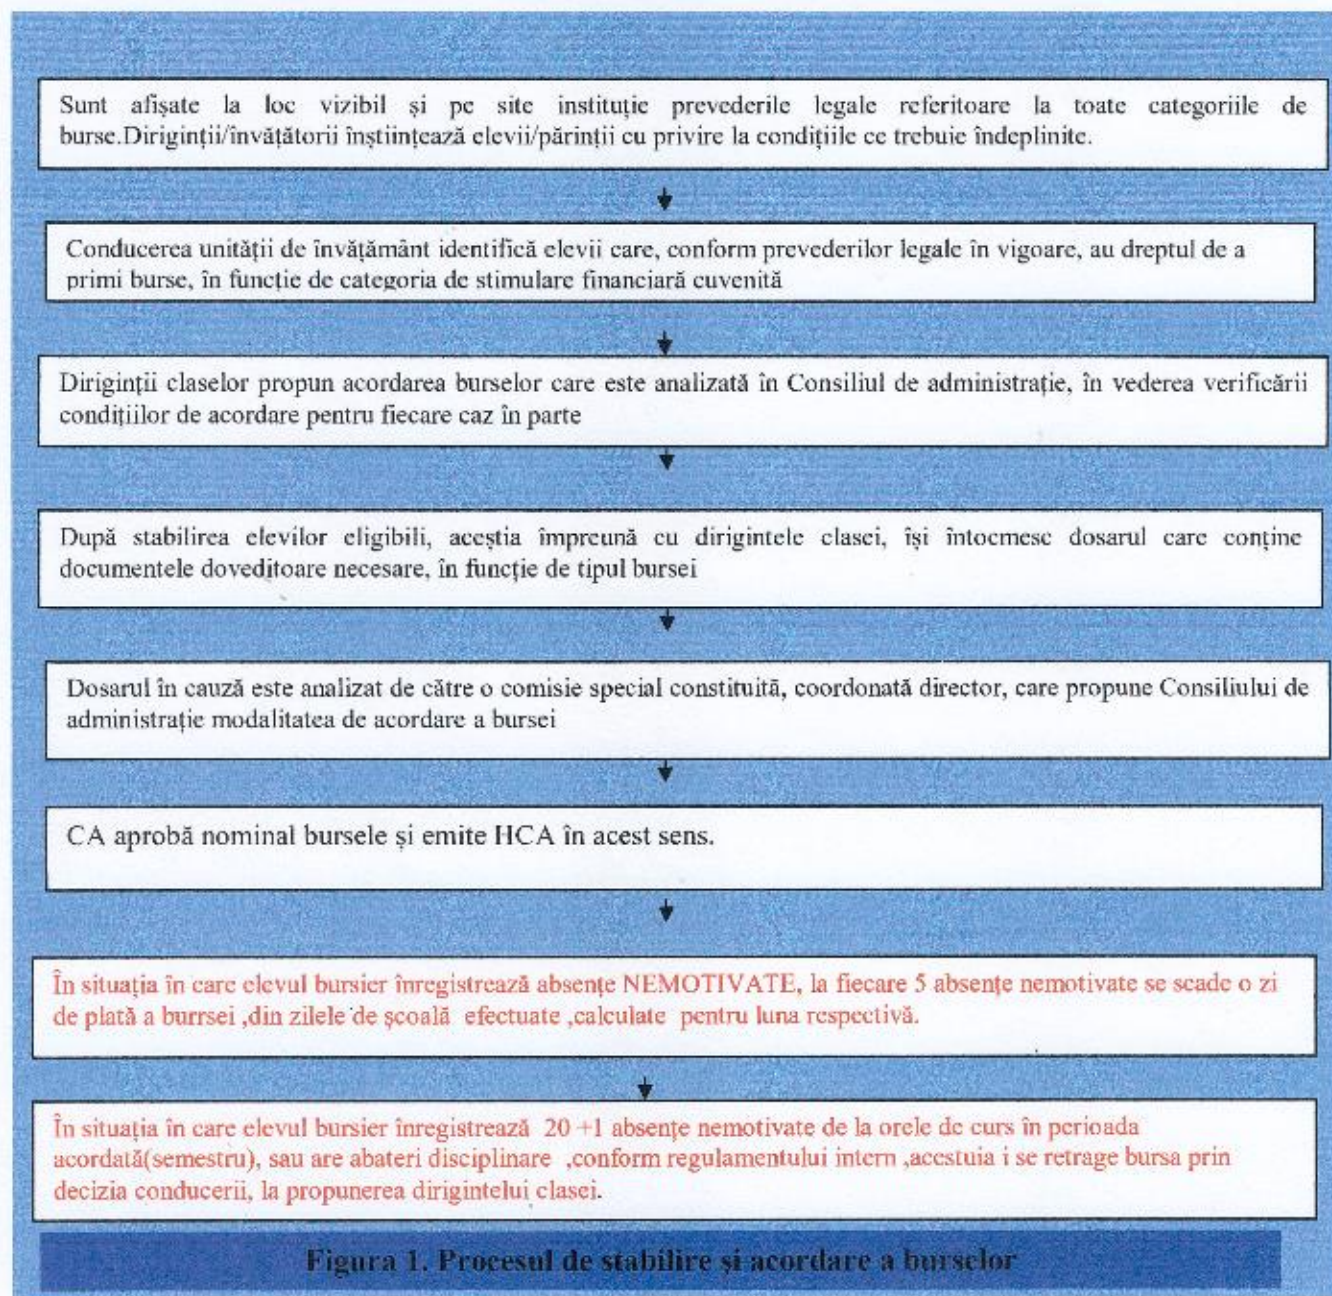 Sunt afișate la loc vizibil și pe site instituție prevederile legale referitoare la toate categoriile de
burse.Diriginții/învățătorii înștiințează elevii/părinții cu privire la condițiile ce trebuie îndeplinite.
Conducerea unității de învățământ identifică elevii care, conform prevederilor legale în vigoare, au dreptul de a
primi burse, în funcție de categoria de stimulare financiară cuvenită
Diriginții claselor propun acordarea burselor care este analizată în Consiliul de administrație, în vederea verificării
condițiilor de acordare pentru fiecare caz în parte
După stabilirea elevilor eligibili, aceștia împreună cu dirigintele clasei, își întocmesc dosarul care conține
documentele doveditoare necesare, în funcție de tipul bursei
Dosarul în cauză este analizat de către o comisie special constituită, coordonată director, care propune Consiliului de
administrație modalitatea de acordare a bursei
CA aprobă nominal bursele și emite HCA în acest sens.
În situația în care elevul bursier înregistrează absențe NEMOTIVATE, la fiecare 5 absențe nemotivate se scade o zi
de plată a burrsei ,din zilele de școală efectuate ,calculate pentru luna respectivă.
În situația în care elevul bursier înregistrează 20 +1 absențe nemotivate de la orele de curs în perioada
acordată(semestru), sau are abateri disciplinare ,conform regulamentului intern ,acestuia i se retrage bursa prin
decizia conducerii, la propunerea dirigintelui clasei.
Figura 1. Procesul de stabilire și acordare a burselor